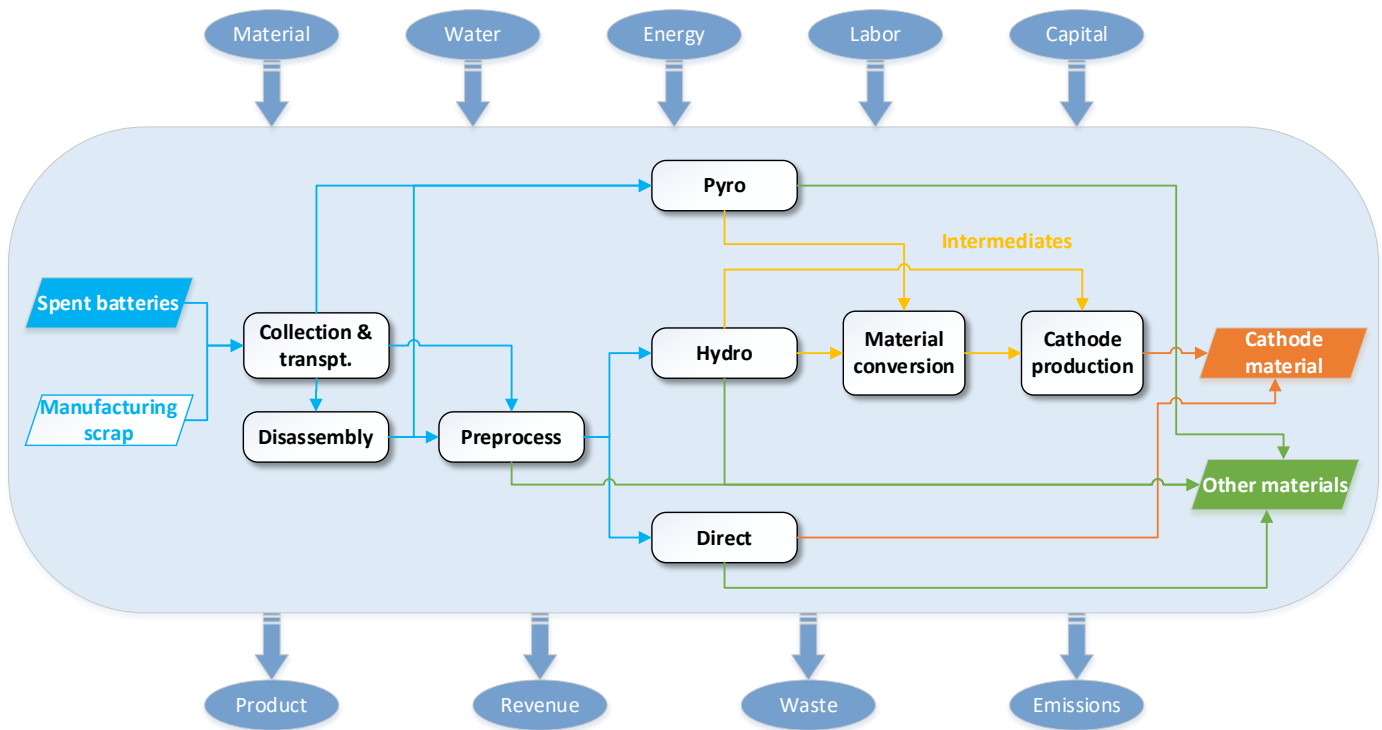 Material
Water
Energy
Labor
Capital
Pyro
Intermediates
Spent batteries
Collection &
transpt.
Hydro
Material
conversion
Cathode
production
Cathode
material
Manufacturing
scrap
Disassembly
Preprocess
Other materials
Direct
Product
Revenue
Waste
Emissions